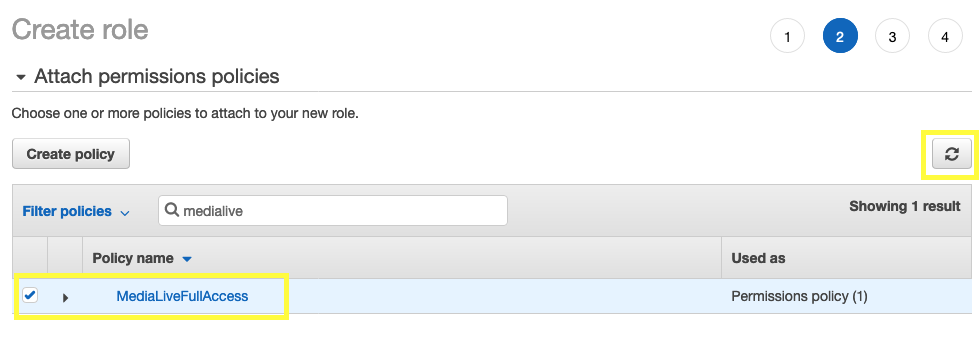 Create role
1 2 3 4
Attach permissions policies
Choose one or more policies to attach to your new role.
Create policy
Filter policies medialive Showing 1 result
Policy name Used as
MediaLiveFullAccess Permissions policy (1)